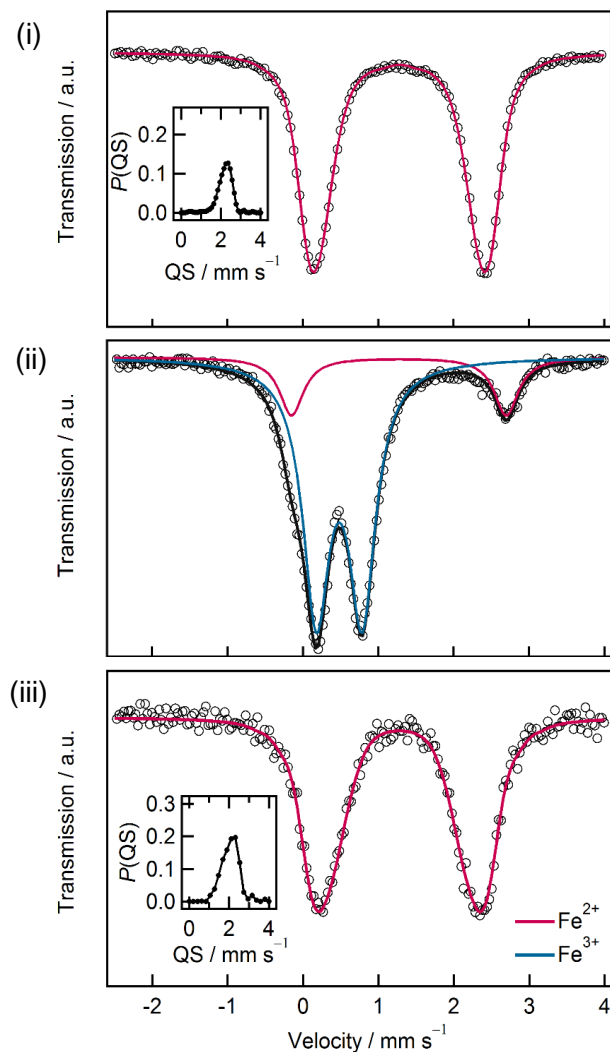 (i)
Transmission / a.u.
P(QS)
0.2
0.1
0.0
0 2 4
QS / mm s⁻¹
(ii)
Transmission / a.u.
(iii)
Transmission / a.u.
P(QS)
0.3
0.2
0.1
0.0
0 2 4
QS / mm s⁻¹
Fe²⁺
Fe³⁺
-2 -1 0 1 2 3 4
Velocity / mm s⁻¹